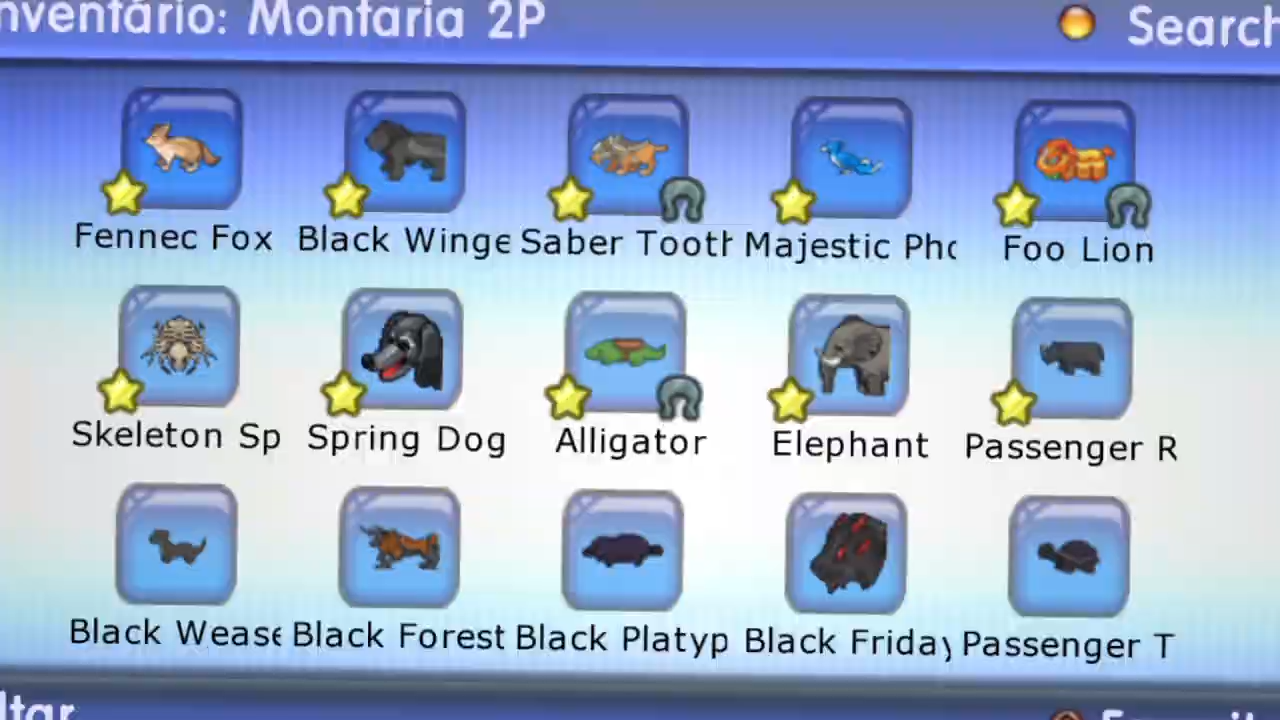 nventário: Montaria 2P
Search
Fennec Fox Black Winge Saber Tooth Majestic Pho Foo Lion
Skeleton Sp Spring Dog Alligator Elephant Passenger R
Black Wease Black Forest Black Platyp Black Friday Passenger T
ltar